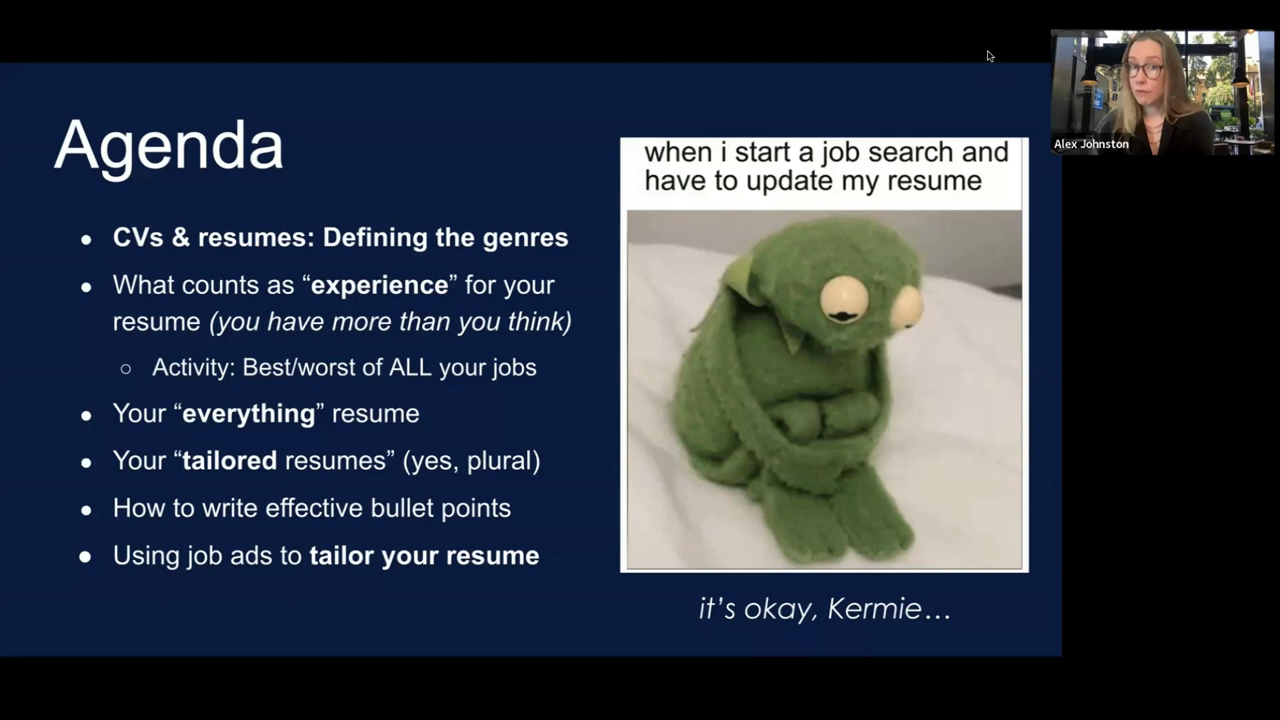 Agenda
• CVs & resumes: Defining the genres
• What counts as “experience” for your
resume (you have more than you think)
○ Activity: Best/worst of ALL your jobs
• Your “everything” resume
• Your “tailored resumes” (yes, plural)
• How to write effective bullet points
• Using job ads to tailor your resume
when i start a job search and
have to update my resume
it’s okay, Kermie…
Alex Johnston